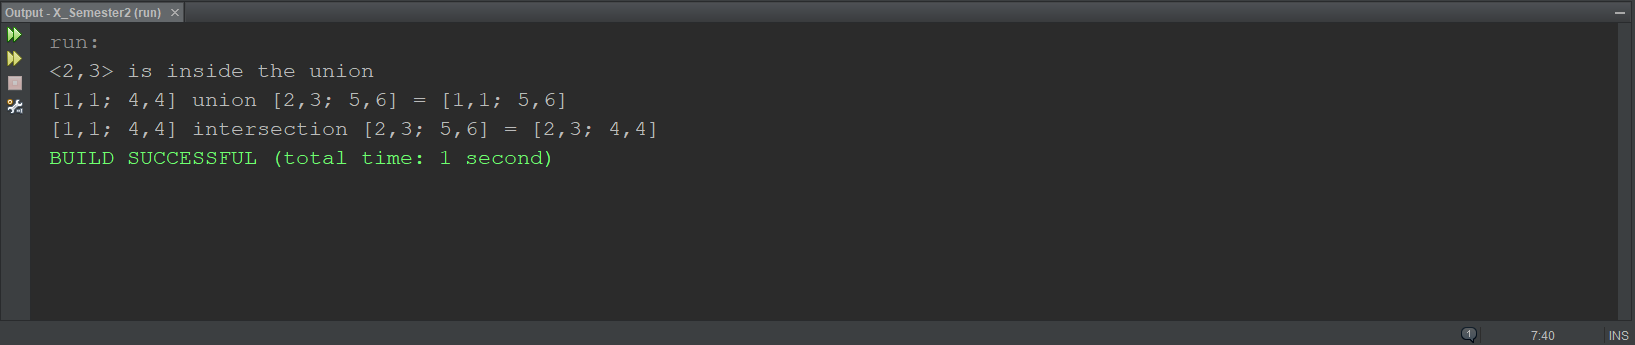 Output - X_Semester2 (run)
run:
<2,3> is inside the union
[1,1; 4,4] union [2,3; 5,6] = [1,1; 5,6]
[1,1; 4,4] intersection [2,3; 5,6] = [2,3; 4,4]
BUILD SUCCESSFUL (total time: 1 second)
1 7:40 INS